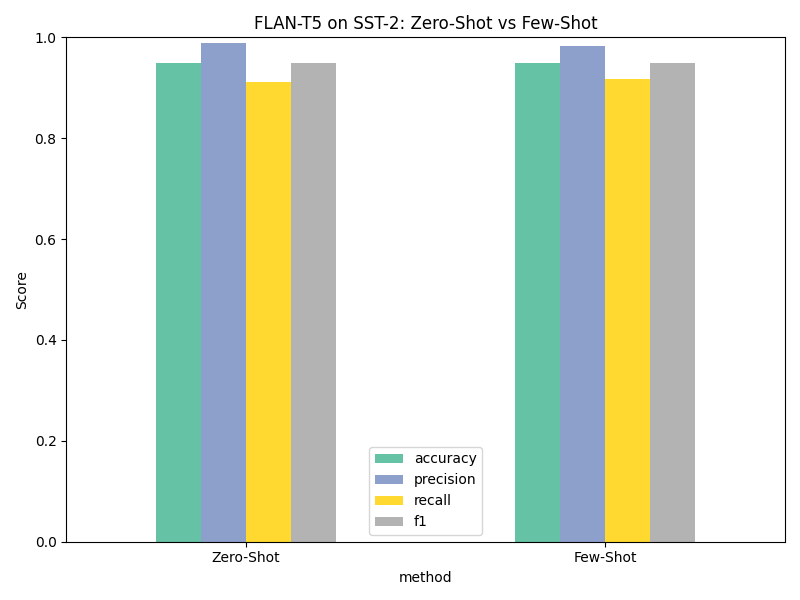 FLAN-T5 on SST-2: Zero-Shot vs Few-Shot
1.0
0.8
0.6
0.4
0.2
0.0
Score
accuracy
precision
recall
f1
Zero-Shot
Few-Shot
method